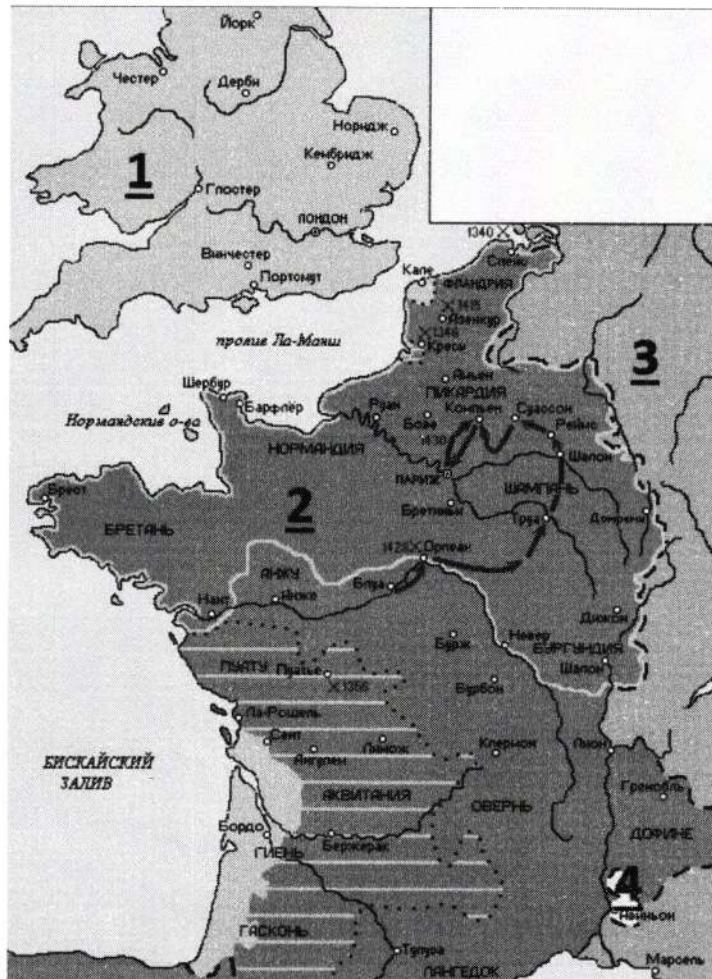 Йорк
Честер
Дерби
Норидж
Кембридж
1
Глостер
ЛОНДОН
Винчестер
Портсмут
1340
Слейс
Кале
ФЛАНДРИЯ
1415
Азенкур
1346
Кресси
пролив Ла-Манш
3
Амьен
ПИКАРДИЯ
Шербур
Барфлёр
Нормандские о-ва
Руан
Бове
Компьен
Суассон
1430
Реймс
НОРМАНДИЯ
Шалон
ПАРИЖ
ШАМПАНЬ
Брест
2
Бретиньи
Труа
Домреми
БРЕТАНЬ
1428
Орлеан
АНЖУ
Блуа
Нант
Анже
Дижон
Бурж
Невер
БУРГУНДИЯ
ПУАТУ
Пуатье
Шалон
1356
Бурбон
Ла-Рошель
Сент
Лимож
Клермон
Лион
Ангулем
БИСКАЙСКИЙ
ЗАЛИВ
АКВИТАНИЯ
ОВЕРНЬ
Гренобль
Бордо
ДОФИНЕ
ГИЕНЬ
Бержерак
4
Авиньон
ГАСКОНЬ
Тулуза
Марсель
ЛАНГЕДОК